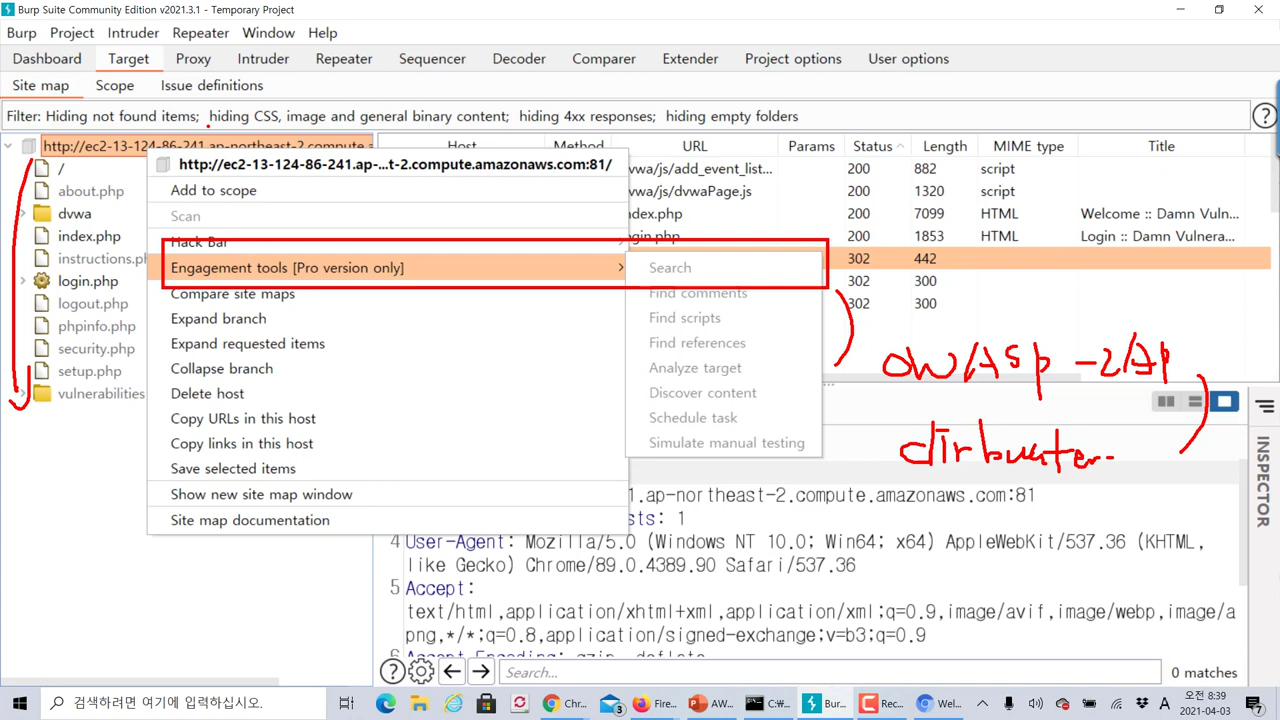 Burp Suite Community Edition v2021.3.1 - Temporary Project
Burp Project Intruder Repeater Window Help
Dashboard Target Proxy Intruder Repeater Sequencer Decoder Comparer Extender Project options User options
Site map Scope Issue definitions
Filter: Hiding not found items; hiding CSS, image and general binary content; hiding 4xx responses; hiding empty folders
http://ec2-13-124-86-241.ap-northeast-2.compute.a
/
about.php
dvwa
index.php
instructions.ph
login.php
logout.php
phpinfo.php
security.php
setup.php
vulnerabilities
http://ec2-13-124-86-241.ap-...t-2.compute.amazonaws.com:81/
Add to scope
Scan
Hack Bar
Engagement tools [Pro version only]
Compare site maps
Expand branch
Expand requested items
Collapse branch
Delete host
Copy URLs in this host
Copy links in this host
Save selected items
Show new site map window
Site map documentation
Search
Find comments
Find scripts
Find references
Analyze target
Discover content
Schedule task
Simulate manual testing
Host Method URL Params Status Length MIME type Title
vwa/js/add_event_list... 200 882 script
vwa/js/dvwaPage.js 200 1320 script
ndex.php 200 7099 HTML Welcome :: Damn Vuln...
gin.php 200 1853 HTML Login :: Damn Vulnera...
302 442
302 300
302 300
OWASP -ZAP
dirbuster
INSPECTOR
1.ap-northeast-2.compute.amazonaws.com:81
sts: 1
4 User-Agent: Mozilla/5.0 (Windows NT 10.0; Win64; x64) AppleWebKit/537.36 (KHTML,
like Gecko) Chrome/89.0.4389.90 Safari/537.36
5 Accept:
text/html,application/xhtml+xml,application/xml;q=0.9,image/avif,image/webp,image/a
png,*/*;q=0.8,application/signed-exchange;v=b3;q=0.9
6 Accept-Encoding: gzip, deflate
Search... 0 matches
검색하려면 여기에 입력하십시오.
Chr... 3 Fire... AW... C:₩... Bur... Rec... Wel...
A 오전 8:39
2021-04-03 7